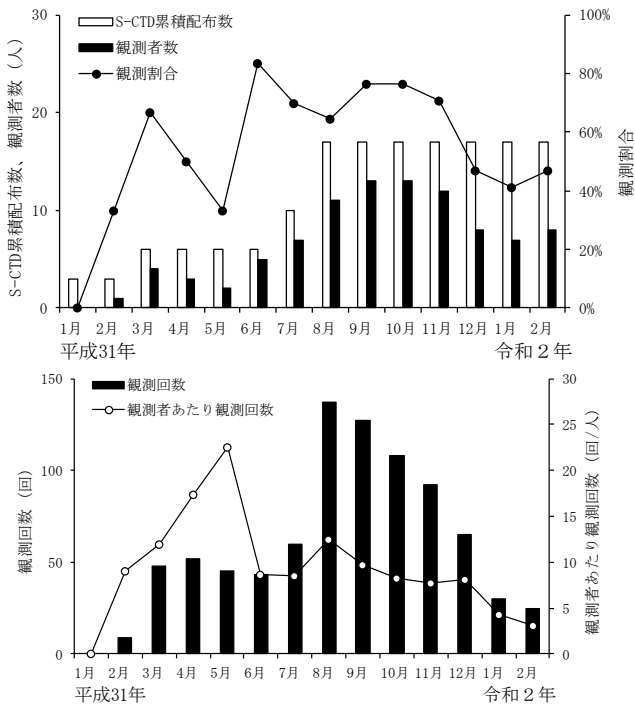 S-CTD累積配布数
観測者数
観測割合
S-CTD累積配布数、観測者数（人）
観測割合
30
20
10
0
100%
80%
60%
40%
20%
0%
1月 2月 3月 4月 5月 6月 7月 8月 9月 10月 11月 12月 1月 2月
平成31年 令和２年
観測回数
観測者あたり観測回数
観測回数（回）
観測者あたり観測回数（回/人）
150
100
50
0
30
25
20
15
10
5
0
1月 2月 3月 4月 5月 6月 7月 8月 9月 10月 11月 12月 1月 2月
平成31年 令和２年